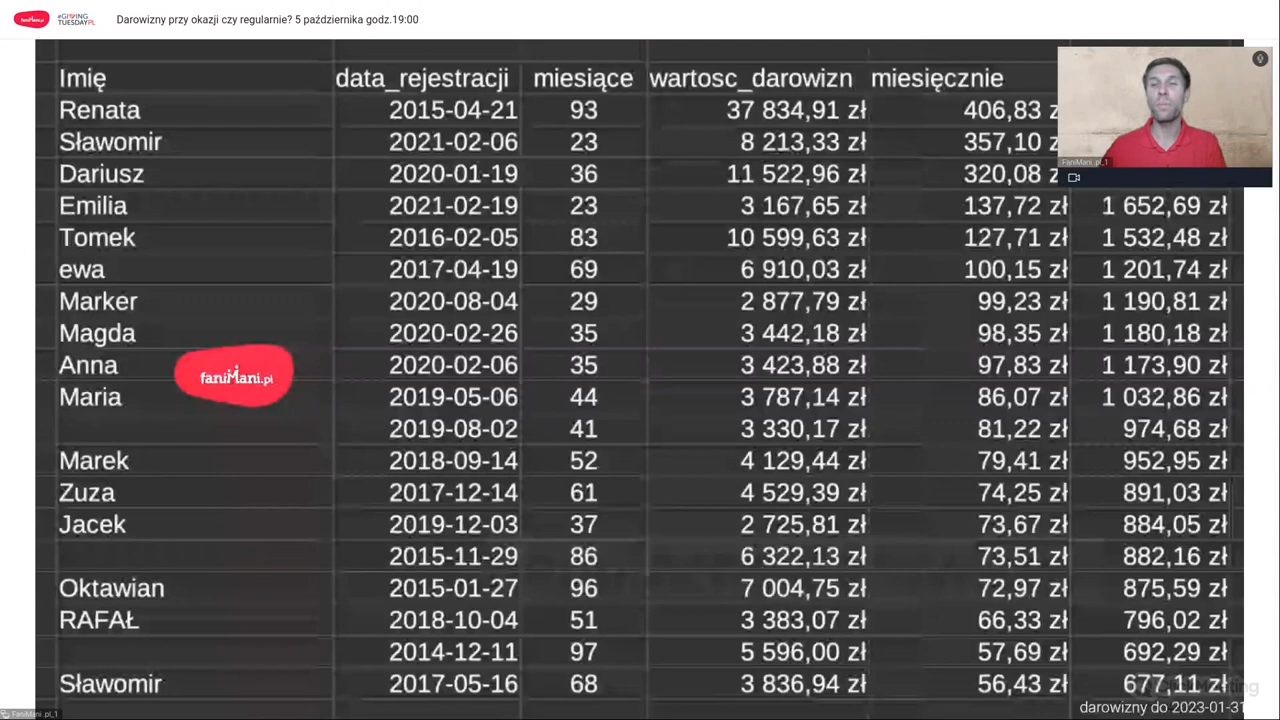 faniMani.pl #GIVING TUESDAYPL Darowizny przy okazji czy regularnie? 5 października godz.19:00
Imię data_rejestracji miesiące wartosc_darowizn miesięcznie
Renata 2015-04-21 93 37 834,91 zł 406,83 z
Sławomir 2021-02-06 23 8 213,33 zł 357,10 z
Dariusz 2020-01-19 36 11 522,96 zł 320,08 z
FaniMani_pl_1
Emilia 2021-02-19 23 3 167,65 zł 137,72 zł 1 652,69 zł
Tomek 2016-02-05 83 10 599,63 zł 127,71 zł 1 532,48 zł
ewa 2017-04-19 69 6 910,03 zł 100,15 zł 1 201,74 zł
Marker 2020-08-04 29 2 877,79 zł 99,23 zł 1 190,81 zł
Magda 2020-02-26 35 3 442,18 zł 98,35 zł 1 180,18 zł
Anna 2020-02-06 35 3 423,88 zł 97,83 zł 1 173,90 zł
faniMani.pl
Maria 2019-05-06 44 3 787,14 zł 86,07 zł 1 032,86 zł
2019-08-02 41 3 330,17 zł 81,22 zł 974,68 zł
Marek 2018-09-14 52 4 129,44 zł 79,41 zł 952,95 zł
Zuza 2017-12-14 61 4 529,39 zł 74,25 zł 891,03 zł
Jacek 2019-12-03 37 2 725,81 zł 73,67 zł 884,05 zł
2015-11-29 86 6 322,13 zł 73,51 zł 882,16 zł
Oktawian 2015-01-27 96 7 004,75 zł 72,97 zł 875,59 zł
RAFAŁ 2018-10-04 51 3 383,07 zł 66,33 zł 796,02 zł
2014-12-11 97 5 596,00 zł 57,69 zł 692,29 zł
Sławomir 2017-05-16 68 3 836,94 zł 56,43 zł 677,11 zł
darowizny do 2023-01-31
FaniMani_pl_1